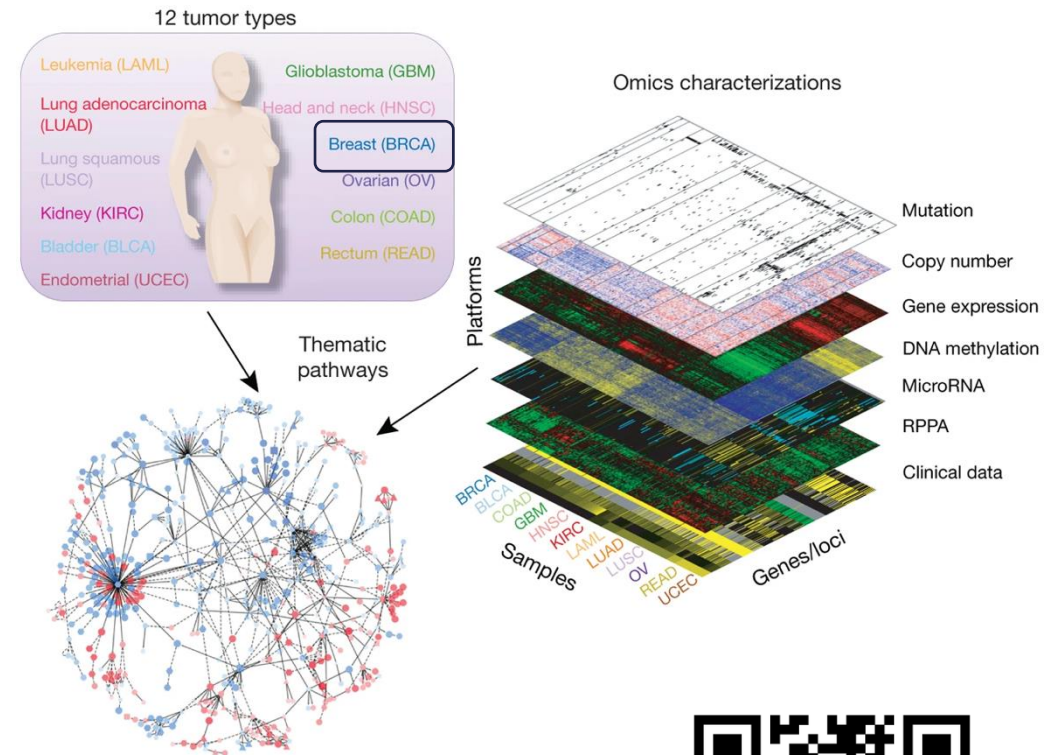 12 tumor types
Leukemia (LAML)
Lung adenocarcinoma
(LUAD)
Lung squamous
(LUSC)
Kidney (KIRC)
Bladder (BLCA)
Endometrial (UCEC)
Glioblastoma (GBM)
Head and neck (HNSC)
Breast (BRCA)
Ovarian (OV)
Colon (COAD)
Rectum (READ)
Thematic
pathways
Omics characterizations
Platforms
Mutation
Copy number
Gene expression
DNA methylation
MicroRNA
RPPA
Clinical data
BRCA
BLCA
COAD
GBM
HNSC
KIRC
LAML
LUAD
LUSC
OV
READ
UCEC
Samples
Genes/loci